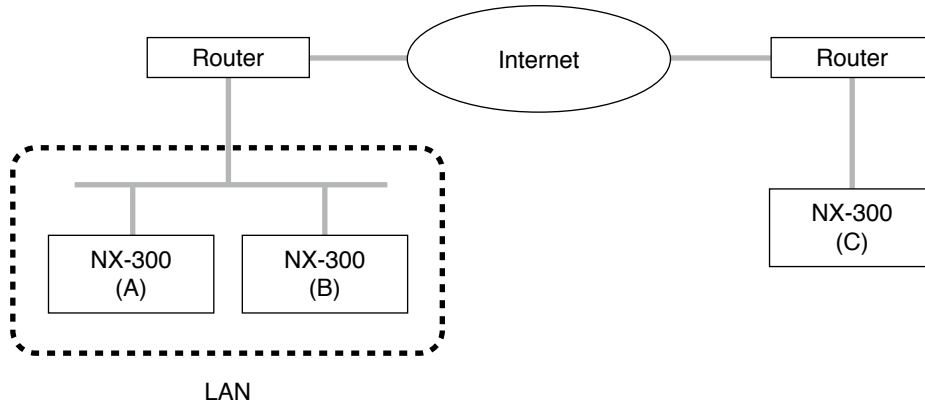 Router
Internet
Router
NX-300
(A)
NX-300
(B)
NX-300
(C)
LAN